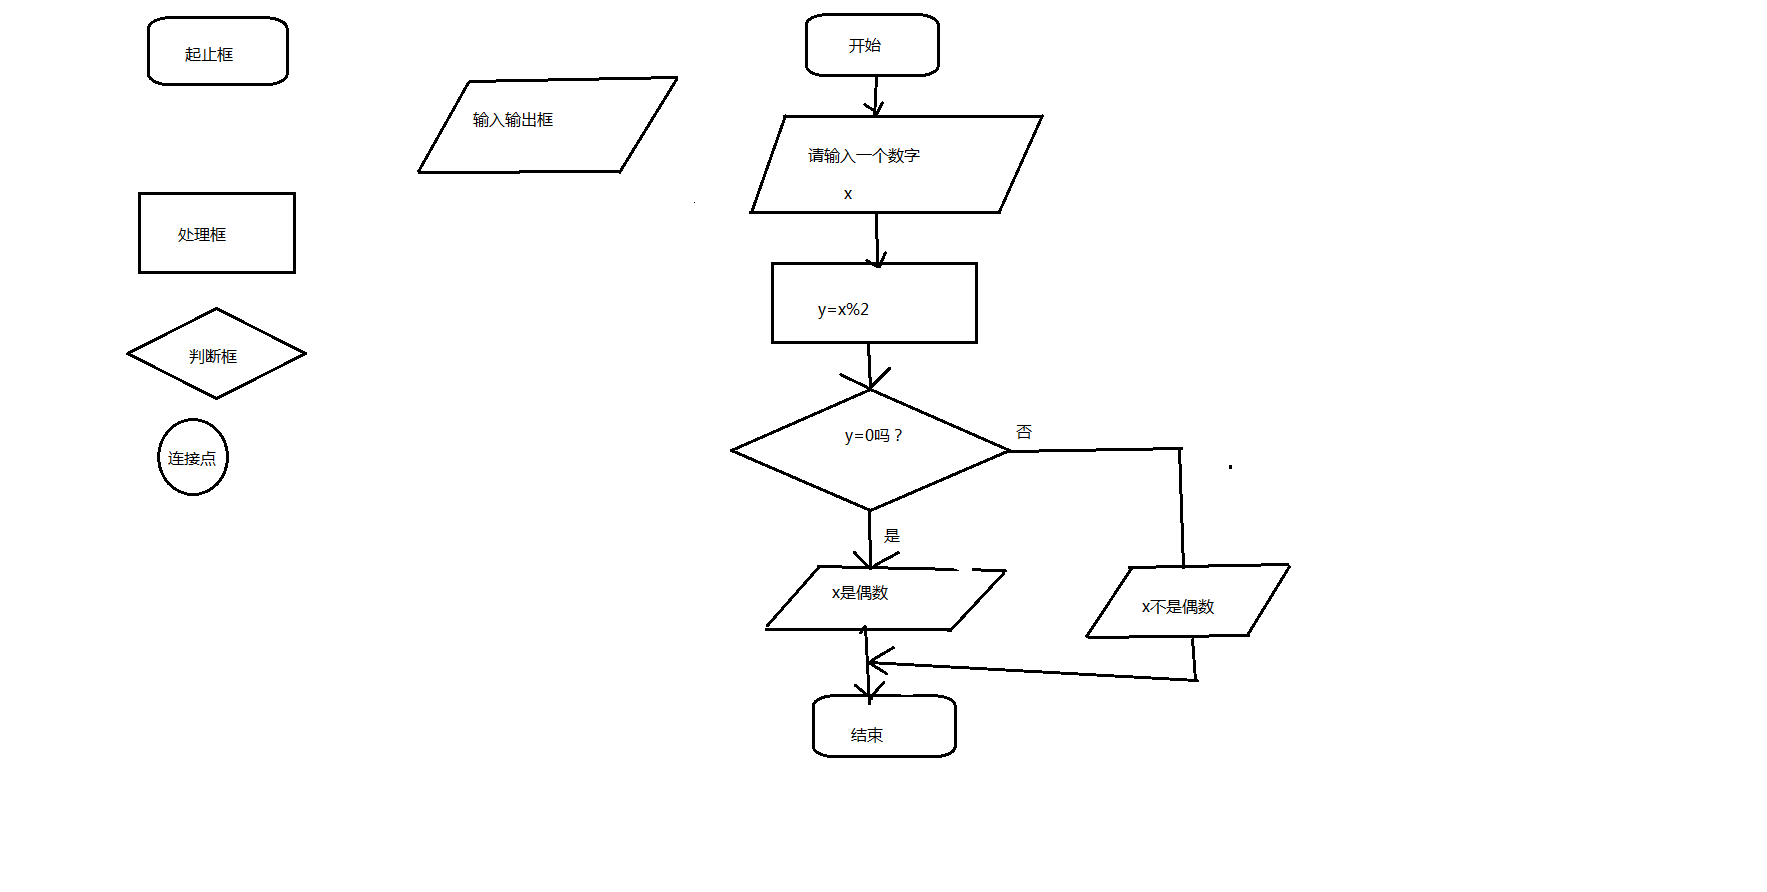 起止框
输入输出框
处理框
判断框
连接点
开始
请输入一个数字
x
y=x%2
y=0吗？
否
是
x是偶数
x不是偶数
结束